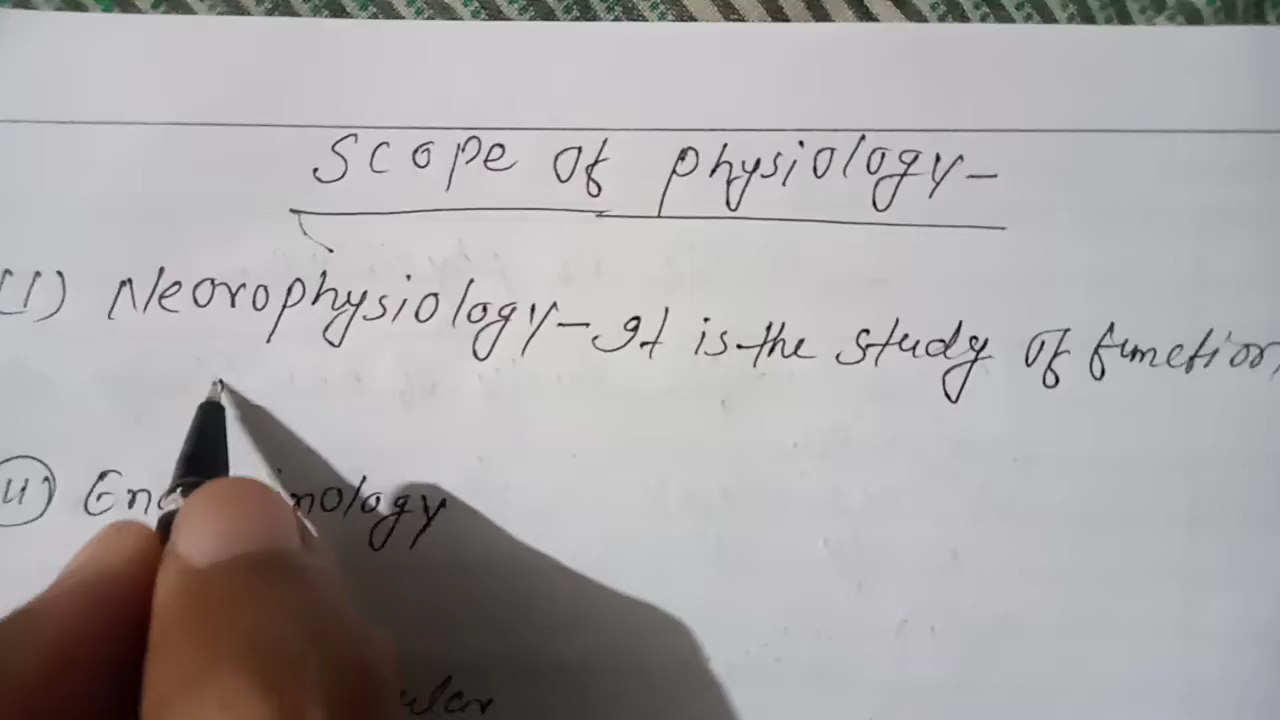 Scope of physiology-
(I) Neorophysiology- It is the study of function
(II)